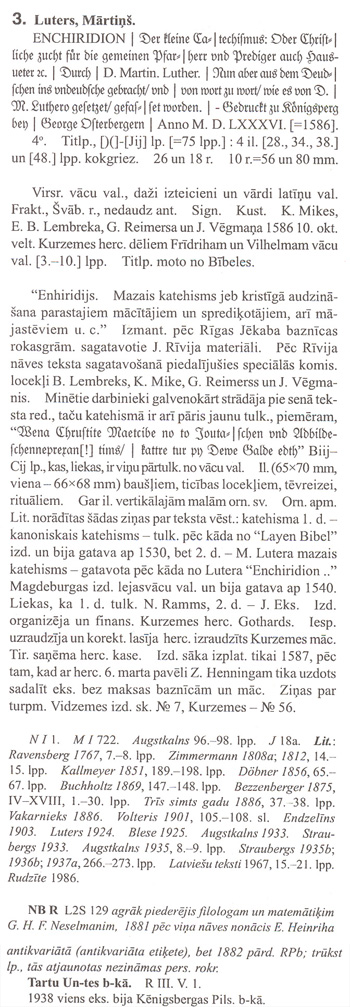 3. Luters, Mārtiņš.
ENCHIRIDION | Der kleine Ca- | techismus: Oder Christ- |
liche zucht für die gemeinen Pfar- | herr vnd Prediger auch Haus-
ueter ꝛc. | Durch | D. Martin. Luther. | Nun aber aus dem Deud- |
schen ins vndeudsche gebracht/ vnd | von wort zu wort/ wie es von D. |
M. Luthero gesetzet/ gefas- | set worden. | - Gedruckt zu Königsperg
bey | George Osterbergern | Anno M. D. LXXXVI. [=1586].
4°. Titlp., [)(]-[Jij] lp. [=75 lpp.] : 4 il. [28., 34., 38.]
un [48.] lpp. kokgriez. 26 un 18 r. 10 r.=56 un 80 mm.
Virsr. vācu val., daži izteicieni un vārdi latīņu val.
Frakt., Švāb. r., nedaudz ant. Sign. Kust. K. Mikes,
E. B. Lembreka, G. Reimersa un J. Vēgmaņa 1586 10. okt.
velt. Kurzemes herc. dēliem Frīdriham un Vilhelmam vācu
val. [3.–10.] lpp. Titlp. moto no Bībeles.
“Enhiridijs. Mazais katehisms jeb kristīgā audzinā-
šana parastajiem mācītājiem un sprediķotājiem, arī mā-
jastēviem u. c.” Izmant. pēc Rīgas Jēkaba baznīcas
rokasgrām. sagatavotie J. Rīvija materiāli. Pēc Rīvija
nāves teksta sagatavošanā piedalījušies speciālās komis.
locekļi B. Lembreks, K. Mike, G. Reimerss un J. Vēgma-
nis. Minētie darbinieki galvenokārt strādāja pie senā tek-
sta red., taču katehismā ir arī pāris jaunu tulk., piemēram,
“Wena Chrustite Maetcibe no to Jouta- | schen vnd Abbilde-
schenneprexan[!] tims/ | kattre tur py Dewe Galde edth” Biij–
Cij lp., kas, liekas, ir viņu pārtulk. no vācu val. Il. (65×70 mm,
viena – 66×68 mm) baušļiem, ticības locekļiem, tēvreizei,
rituāliem. Gar il. vertikālajām malām orn. sv. Orn. apm.
Lit. norādītas šādas ziņas par teksta vēst.: katehisma 1. d. –
kanoniskais katehisms – tulk. pēc kāda no “Layen Bibel”
izd. un bija gatava ap 1530, bet 2. d. – M. Lutera mazais
katehisms – gatavota pēc kāda no Lutera “Enchiridion ..”
Magdeburgas izd. lejasvācu val. un bija gatava ap 1540.
Liekas, ka 1. d. tulk. N. Ramms, 2. d. – J. Eks. Izd.
organizēja un finans. Kurzemes herc. Gothards. Iesp.
uzraudzīja un korekt. lasīja herc. izraudzīts Kurzemes māc.
Tir. saņēma herc. kase. Izd. sāka izplat. tikai 1587, pēc
tam, kad ar herc. 6. marta pavēli Z. Henningam tika uzdots
sadalīt eks. bez maksas baznīcām un māc. Ziņas par
turpm. Vidzemes izd. sk. № 7, Kurzemes – № 56.
N I 1. M I 722. Augstkalns 96.–98. lpp. J 18a. Lit.:
Ravensberg 1767, 7.–8. lpp. Zimmermann 1808a; 1812, 14.–
15. lpp. Kallmeyer 1851, 189.–198. lpp. Döbner 1856, 65.–
67. lpp. Buchholtz 1869, 147.–148. lpp. Bezzenberger 1875,
IV–XVIII, 1.–30. lpp. Trīs simts gadu 1886, 37.–38. lpp.
Vakarnieks 1886. Volteris 1901, 105.–108. sl. Endzelīns
1903. Luters 1924. Blese 1925. Augstkalns 1933. Strau-
bergs 1933. Augstkalns 1935, 8.–9. lpp. Straubergs 1935b;
1936b; 1937a, 266.–273. lpp. Latviešu teksti 1967, 15.–21. lpp.
Rudzīte 1986.
NB R L2S 129 agrāk piederējis filologam un matemātiķim
G. H. F. Neselmanim, 1881 pēc viņa nāves nonācis E. Heinriha
antikvariātā (antikvariāta etiķete), bet 1882 pārd. RPb; trūkst
lp., tās atjaunotas nezināmas pers. rokr.
Tartu Un-tes b-kā. R III. V. 1.
1938 viens eks. bija Kēnigsbergas Pils. b-kā.